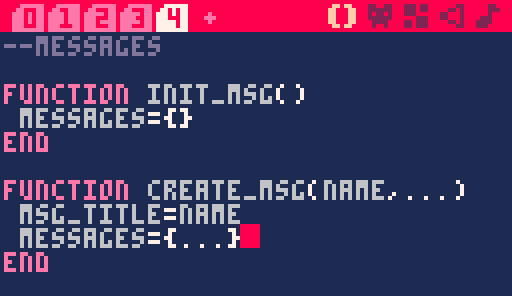 0 1 2 3 4 +
--MESSAGES
FUNCTION INIT_MSG()
MESSAGES={}
END
FUNCTION CREATE_MSG(NAME,...)
MSG_TITLE=NAME
MESSAGES={...}
END